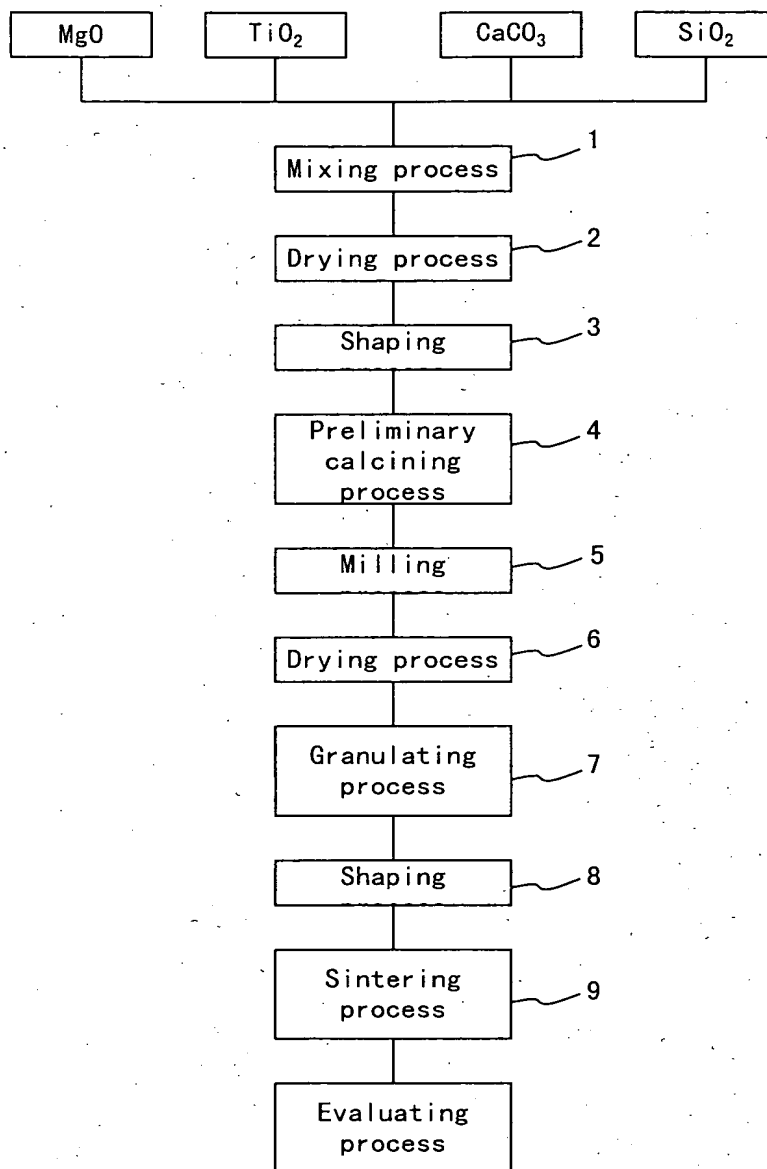 MgO
TiO₂
CaCO₃
SiO₂
1
Mixing process
2
Drying process
3
Shaping
4
Preliminary
calcining
process
5
Milling
6
Drying process
7
Granulating
process
8
Shaping
9
Sintering
process
Evaluating
process